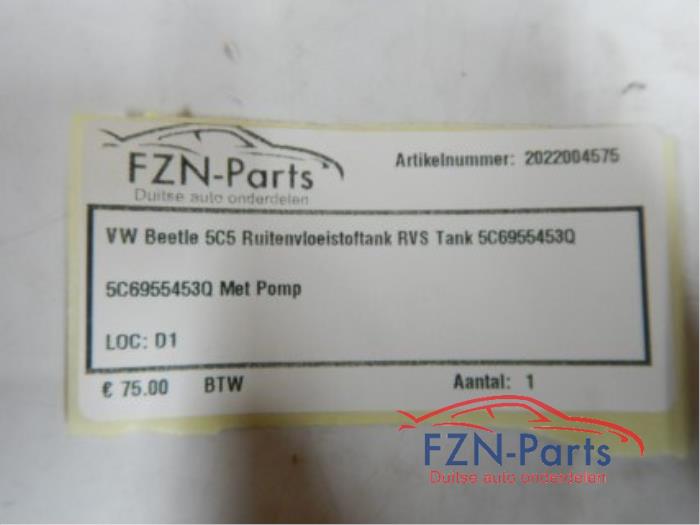 FZN-Parts
Duitse auto onderdelen
Artikelnummer: 2022004575
VW Beetle 5C5 Ruitenvloeistoftank RVS Tank 5C6955453Q
5C6955453Q Met Pomp
LOC: D1
€ 75.00 BTW Aantal: 1
FZN-Parts
Duitse auto onderdelen